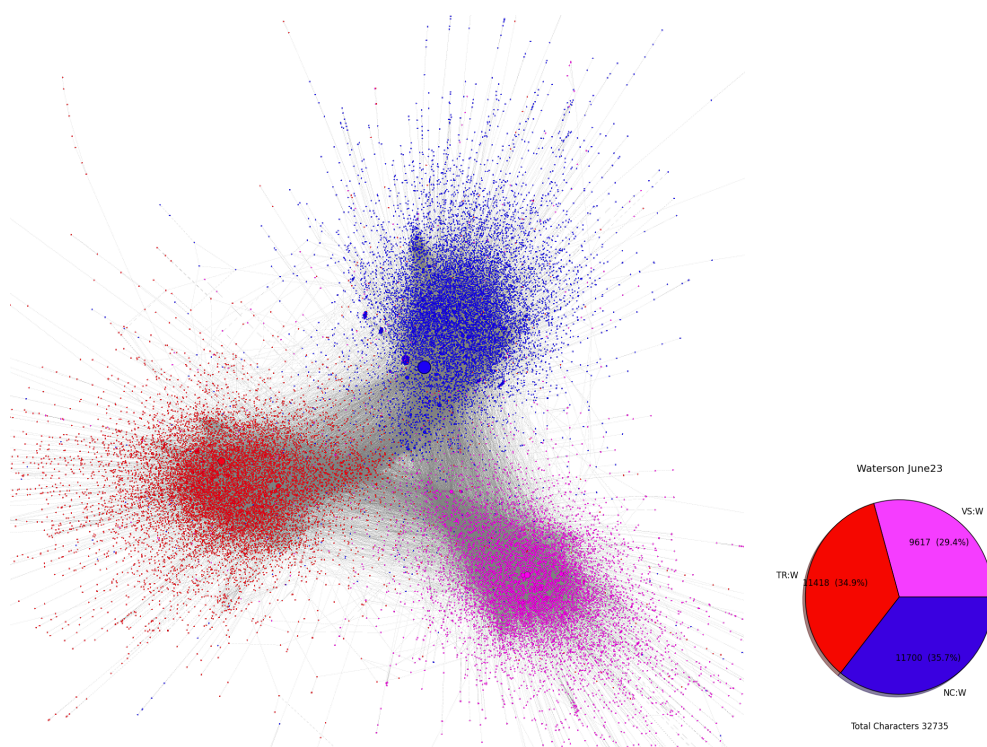 Waterson June23
VS:W
9617 (29.4%)
TR:W
11418 (34.9%)
11700 (35.7%)
NC:W
Total Characters 32735